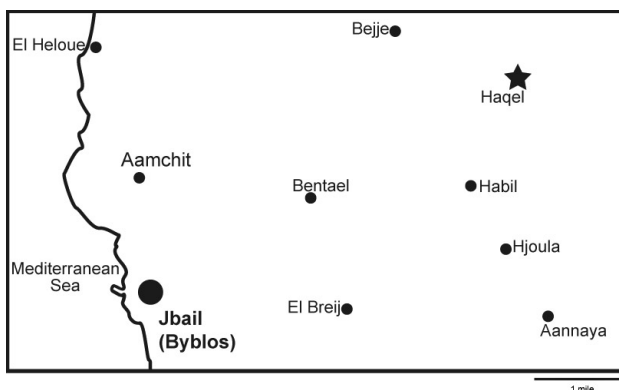 Bejje
El Heloue
Haqel
Aamchit
Bentael
Habil
Hjoula
Mediterranean
Sea
El Breij
Jbail
(Byblos)
Aannaya
1 mile